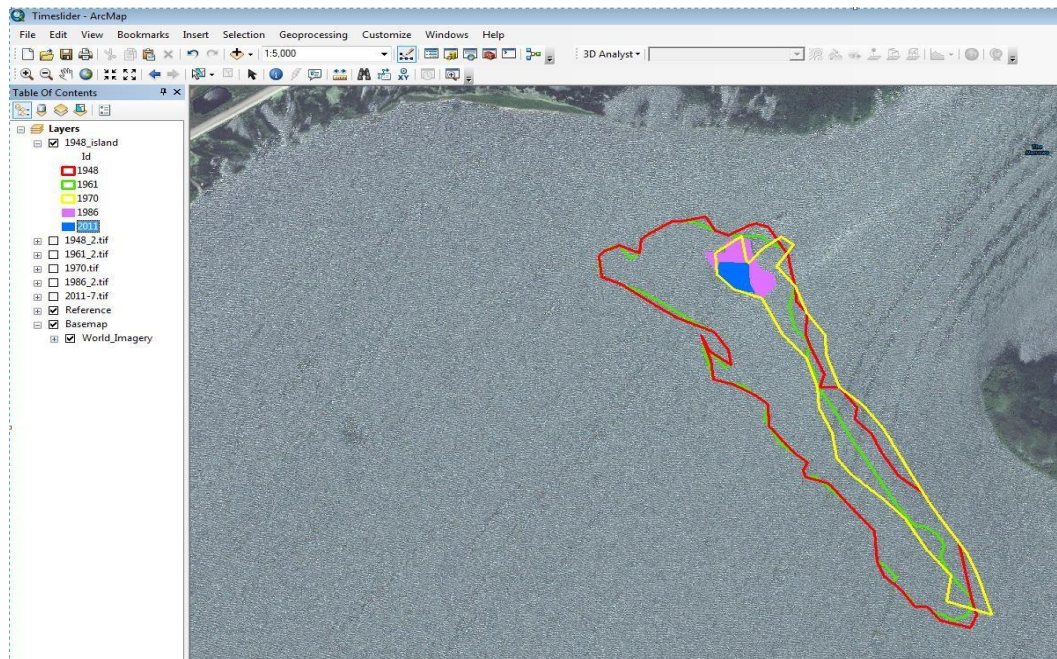 Timeslider - ArcMap
File Edit View Bookmarks Insert Selection Geoprocessing Customize Windows Help
1:5,000 3D Analyst
Table Of Contents
Layers
1948_island
Id
1948
1961
1970
1986
2011
1948_2.tif
1961_2.tif
1970.tif
1986_2.tif
2011-7.tif
Reference
Basemap
World_Imagery
The